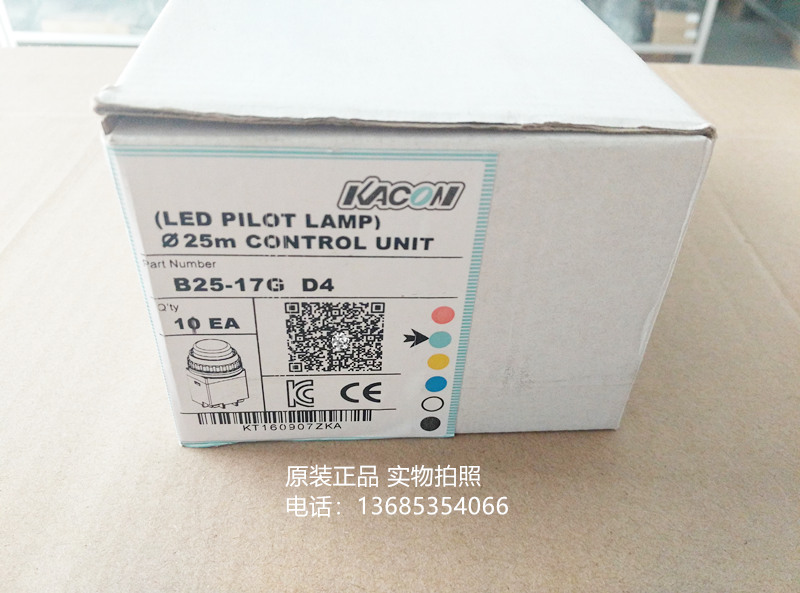 KACON
(LED PILOT LAMP)
Ø25m CONTROL UNIT
Part Number
B25-17G D4
Q'ty
10 EA
CE
KT160907ZKA
原装正品 实物拍照
电话：13685354066